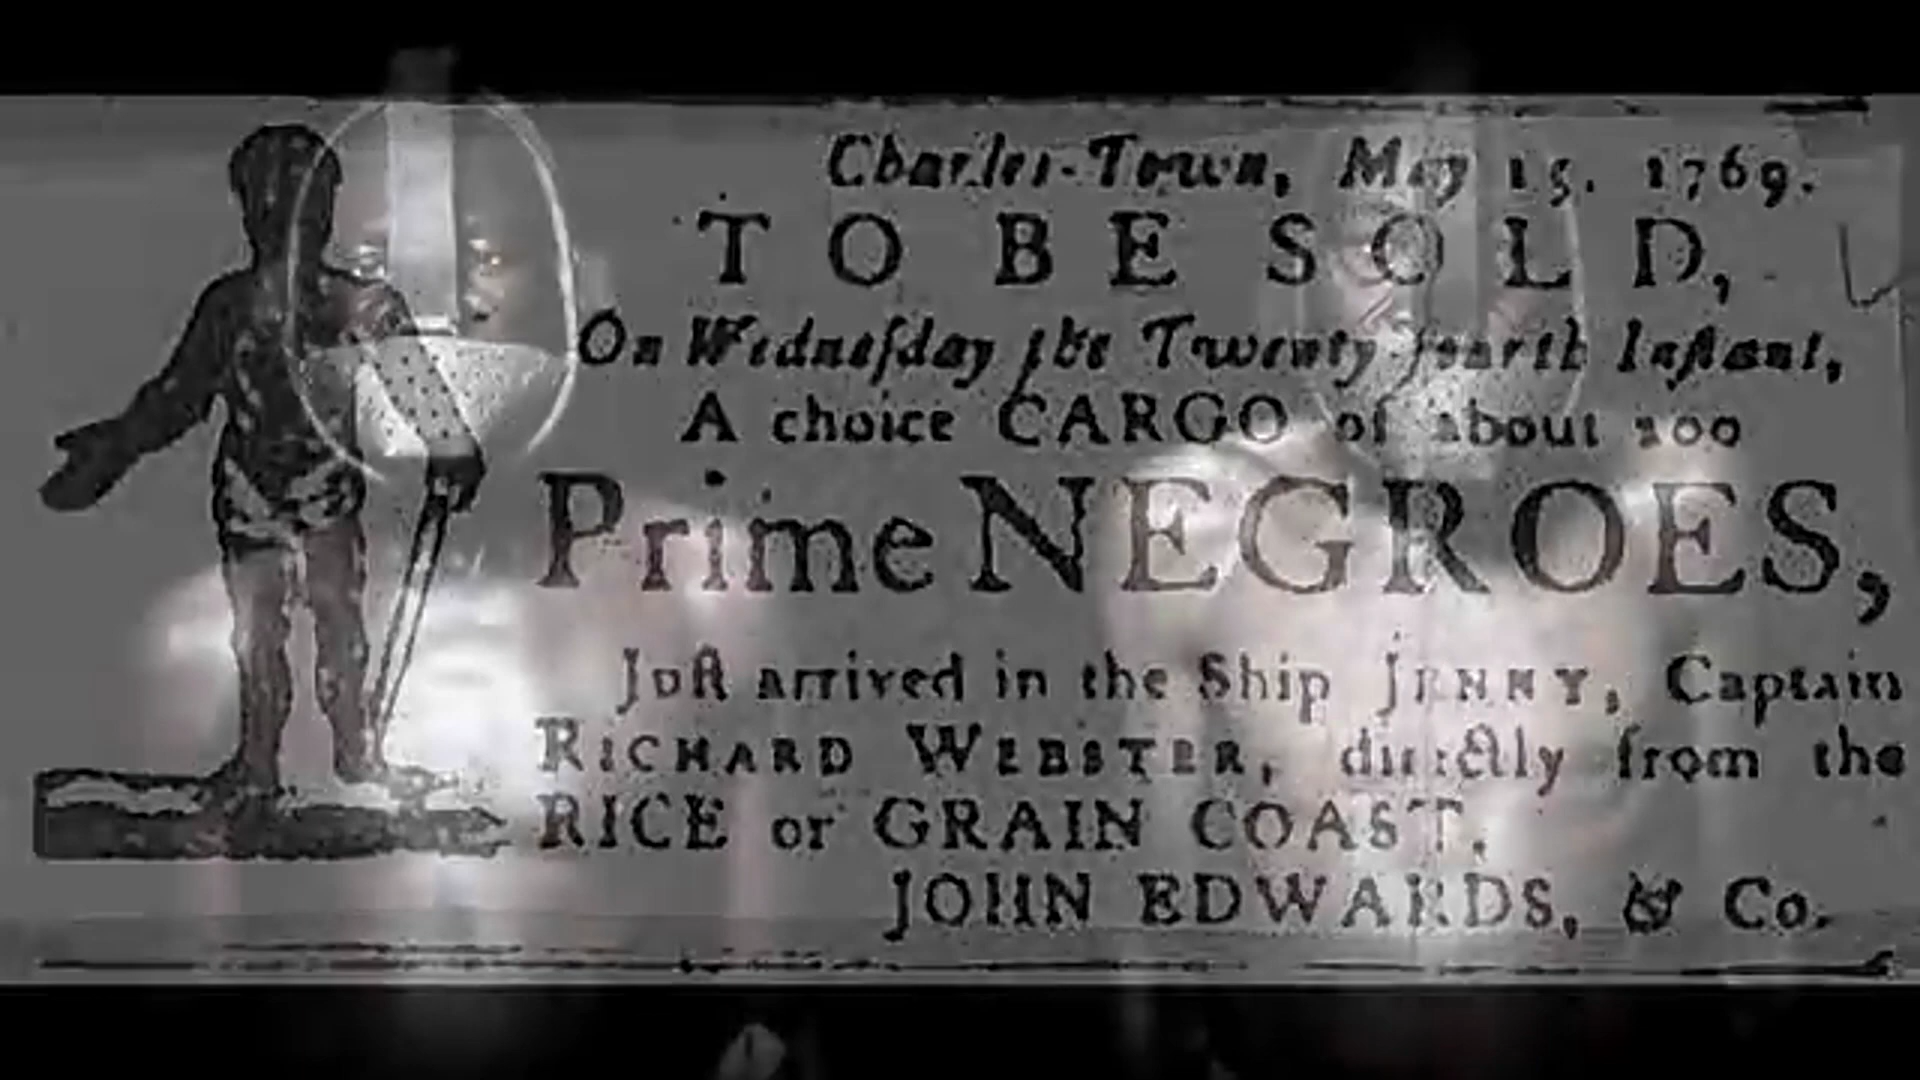 Charles-Town, May 15. 1769.
TO BE SOLD,
On Wednesday the Twenty fourth Instant,
A choice CARGO of about 200
Prime NEGROES,
Just arrived in the Ship JENNY, Captain
RICHARD WEBSTER, directly from the
RICE or GRAIN COAST.
JOHN EDWARDS, & Co.